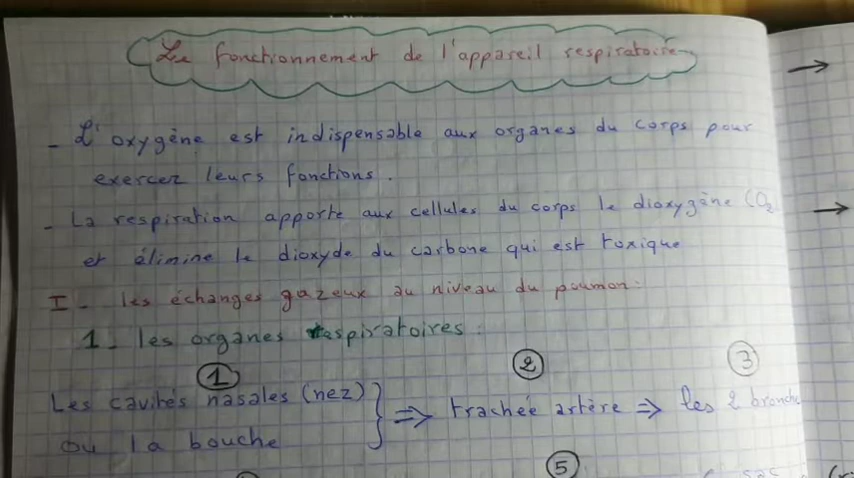 Le fonctionnement de l'appareil respiratoire
- L'oxygène est indispensable aux organes du corps pour
exercer leurs fonctions.
- La respiration apporte aux cellules du corps le dioxygène (O2
et élimine le dioxyde du carbone qui est toxique
I - les échanges gazeux au niveau du poumon :
1 - les organes respiratoires :
1 2 3
Les cavités nasales (nez) } ⇒ trachée artère ⇒ les 2 bronche
ou la bouche
5